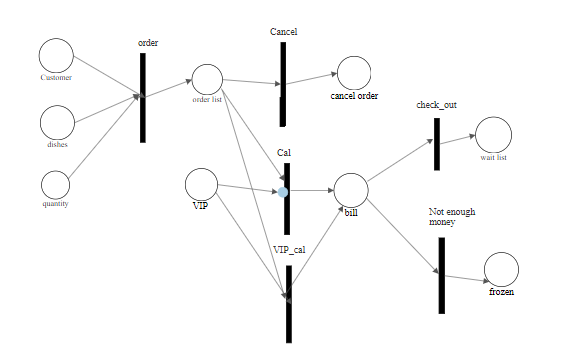 Cancel
order
Customer
order list
cancel order
check_out
dishes
Cal
wait list
quantity
VIP
bill
Not enough
money
VIP_cal
frozen